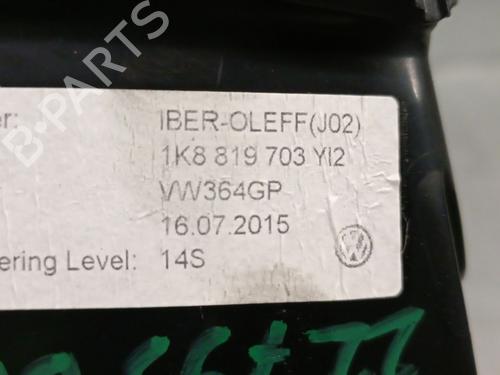 er: IBER-OLEFF(J02)
1K8 819 703 YI2
VW364GP
16.07.2015
ering Level: 14S
B-PARTS